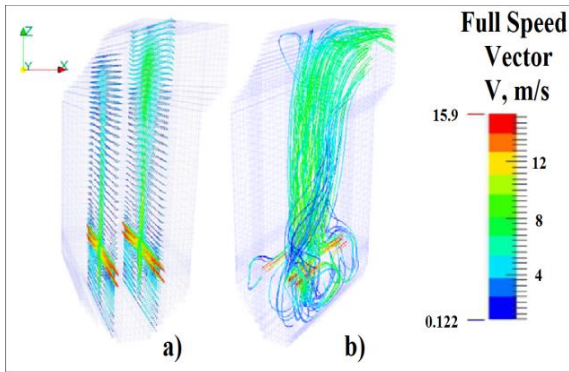 Z
Y
X
a)
b)
Full Speed
Vector
V, m/s
15.9
12
8
4
0.122